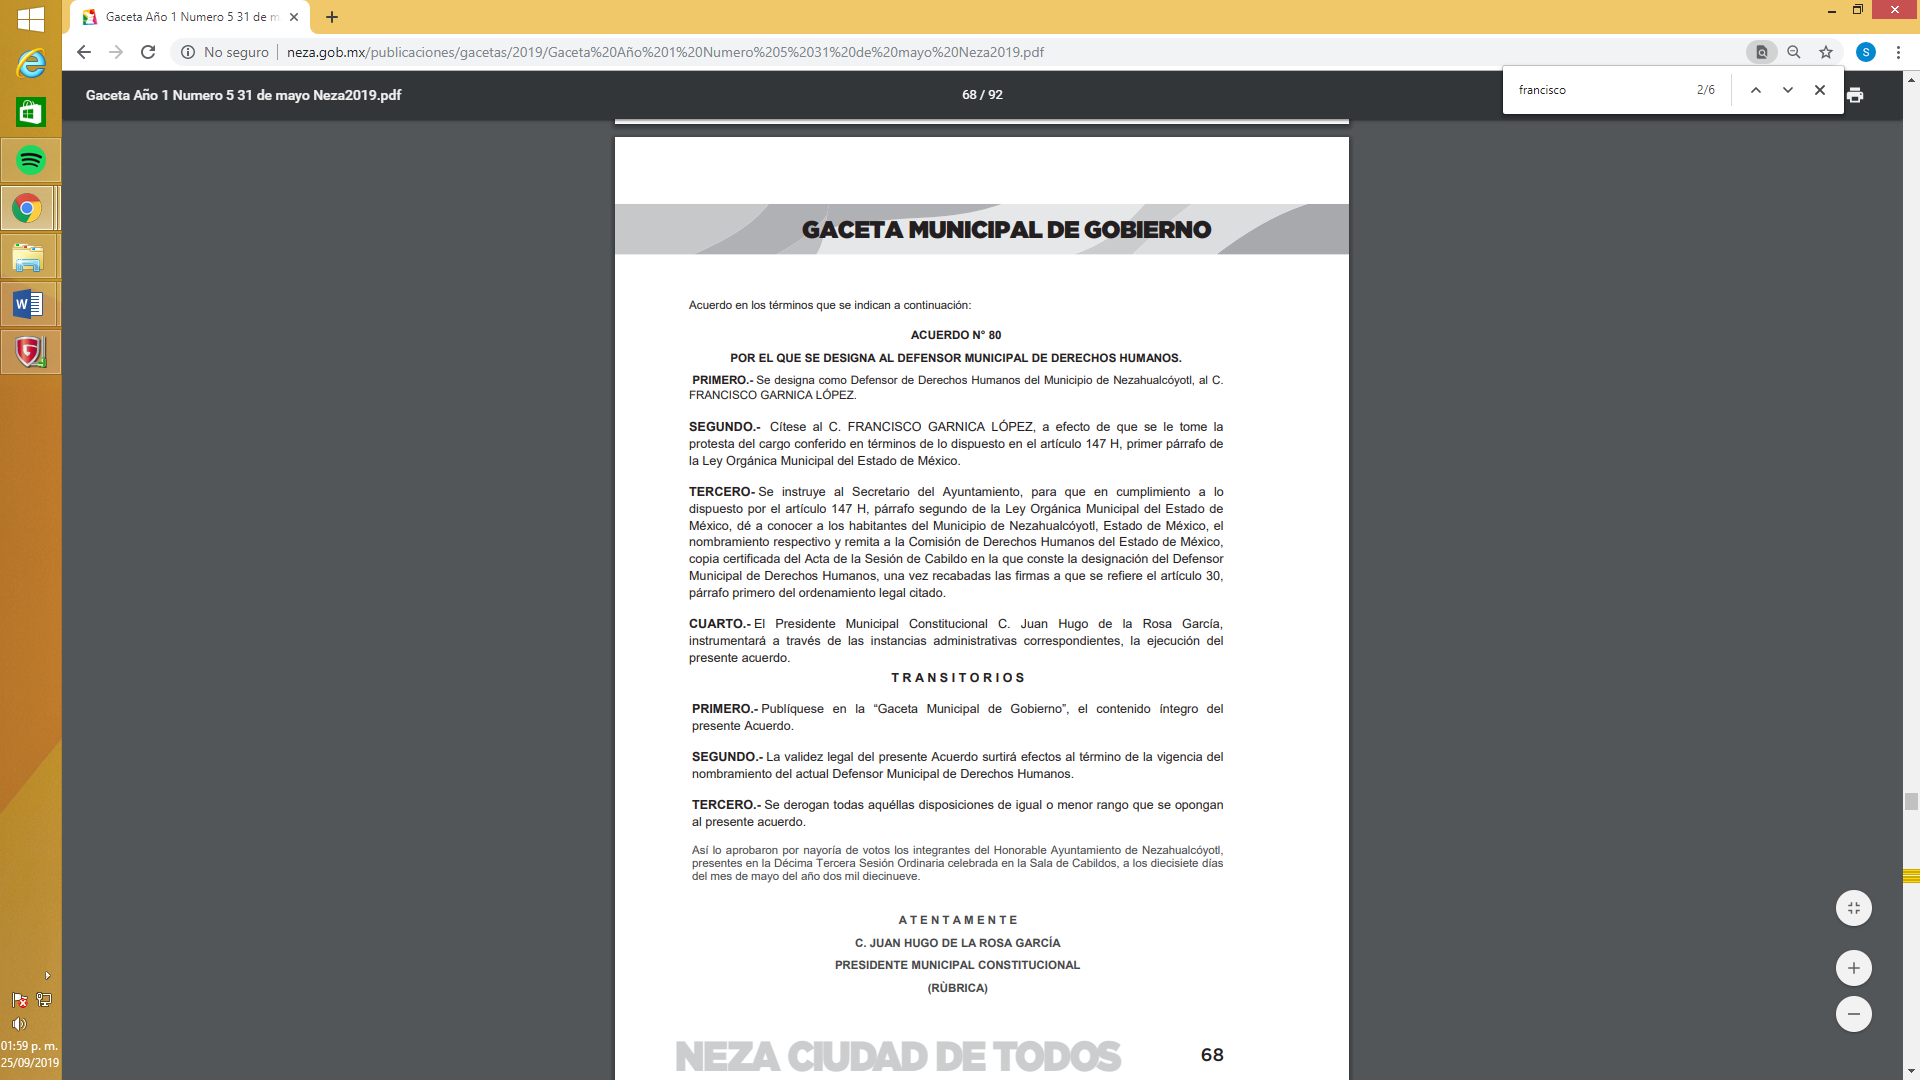 Gaceta Año 1 Numero 5 31 de m
No seguro
neza.gob.mx/publicaciones/gacetas/2019/Gaceta%20Año%201%20Numero%205%2031%20de%20mayo%20Neza2019.pdf
S
Gaceta Año 1 Numero 5 31 de mayo Neza2019.pdf
68 / 92
francisco
2/6
GACETA MUNICIPAL DE GOBIERNO
Acuerdo en los términos que se indican a continuación:
ACUERDO N° 80
POR EL QUE SE DESIGNA AL DEFENSOR MUNICIPAL DE DERECHOS HUMANOS.
PRIMERO.- Se designa como Defensor de Derechos Humanos del Municipio de Nezahualcóyotl, al C.
FRANCISCO GARNICA LÓPEZ.
SEGUNDO.- Cítese al C. FRANCISCO GARNICA LÓPEZ, a efecto de que se le tome la
protesta del cargo conferido en términos de lo dispuesto en el artículo 147 H, primer párrafo de
la Ley Orgánica Municipal del Estado de México.
TERCERO- Se instruye al Secretario del Ayuntamiento, para que en cumplimiento a lo
dispuesto por el artículo 147 H, párrafo segundo de la Ley Orgánica Municipal del Estado de
México, dé a conocer a los habitantes del Municipio de Nezahualcóyotl, Estado de México, el
nombramiento respectivo y remita a la Comisión de Derechos Humanos del Estado de México,
copia certificada del Acta de la Sesión de Cabildo en la que conste la designación del Defensor
Municipal de Derechos Humanos, una vez recabadas las firmas a que se refiere el artículo 30,
párrafo primero del ordenamiento legal citado.
CUARTO.- El Presidente Municipal Constitucional C. Juan Hugo de la Rosa García,
instrumentará a través de las instancias administrativas correspondientes, la ejecución del
presente acuerdo.
T R A N S I T O R I O S
PRIMERO.- Publíquese en la “Gaceta Municipal de Gobierno”, el contenido íntegro del
presente Acuerdo.
SEGUNDO.- La validez legal del presente Acuerdo surtirá efectos al término de la vigencia del
nombramiento del actual Defensor Municipal de Derechos Humanos.
TERCERO.- Se derogan todas aquéllas disposiciones de igual o menor rango que se opongan
al presente acuerdo.
Así lo aprobaron por nayoría de votos los integrantes del Honorable Ayuntamiento de Nezahualcóyotl,
presentes en la Décima Tercera Sesión Ordinaria celebrada en la Sala de Cabildos, a los diecisiete días
del mes de mayo del año dos mil diecinueve.
A T E N T A M E N T E
C. JUAN HUGO DE LA ROSA GARCÍA
PRESIDENTE MUNICIPAL CONSTITUCIONAL
(RÙBRICA)
NEZA CIUDAD DE TODOS
68
01:59 p. m.
25/09/2019